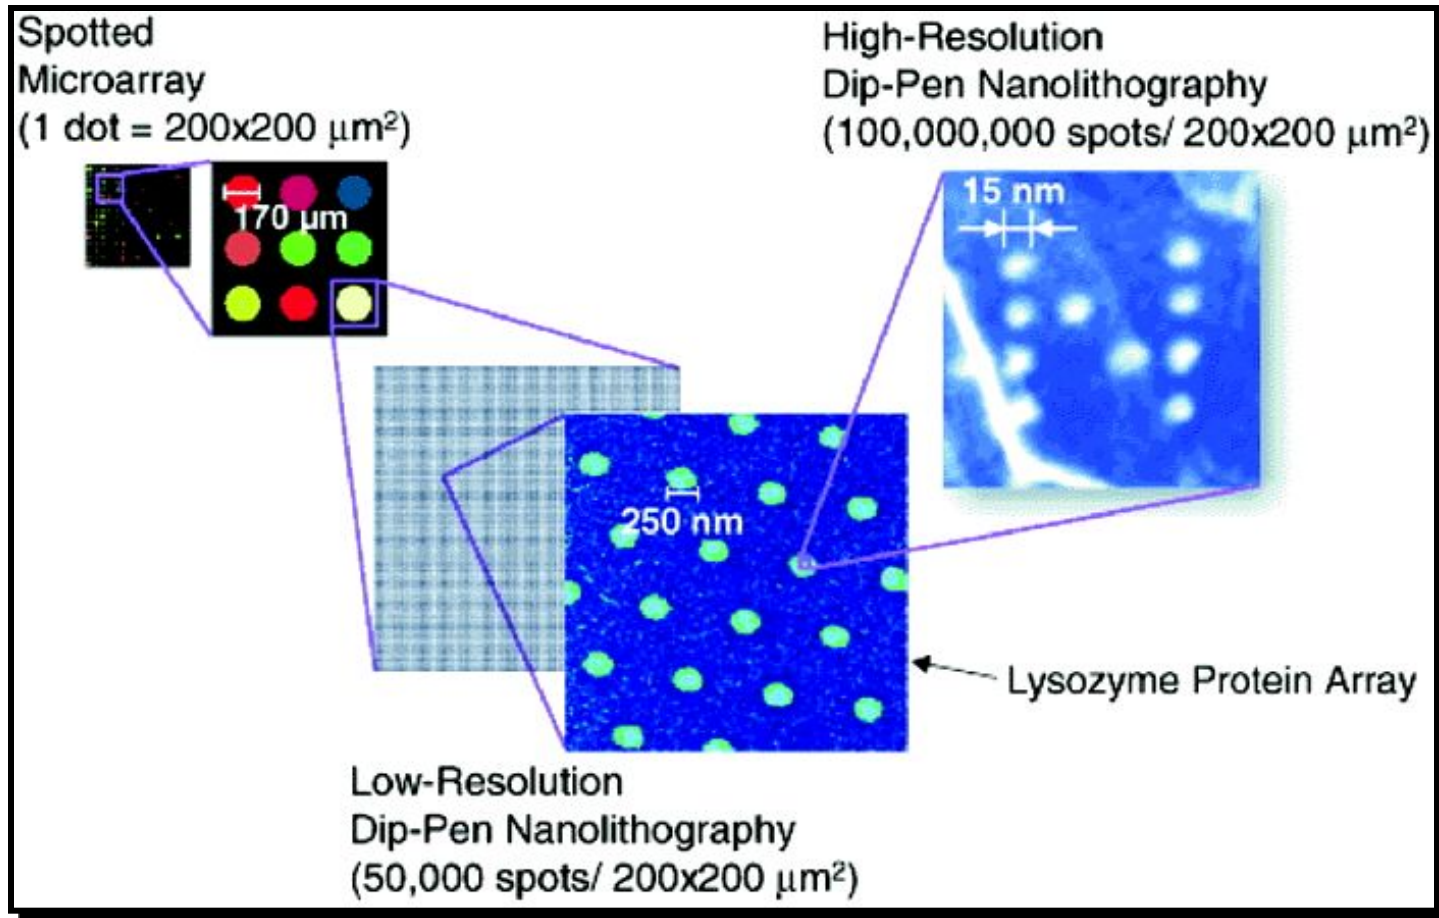 Spotted
Microarray
(1 dot = 200x200 μm²)
170 μm
High-Resolution
Dip-Pen Nanolithography
(100,000,000 spots/ 200x200 μm²)
15 nm
250 nm
Lysozyme Protein Array
Low-Resolution
Dip-Pen Nanolithography
(50,000 spots/ 200x200 μm²)